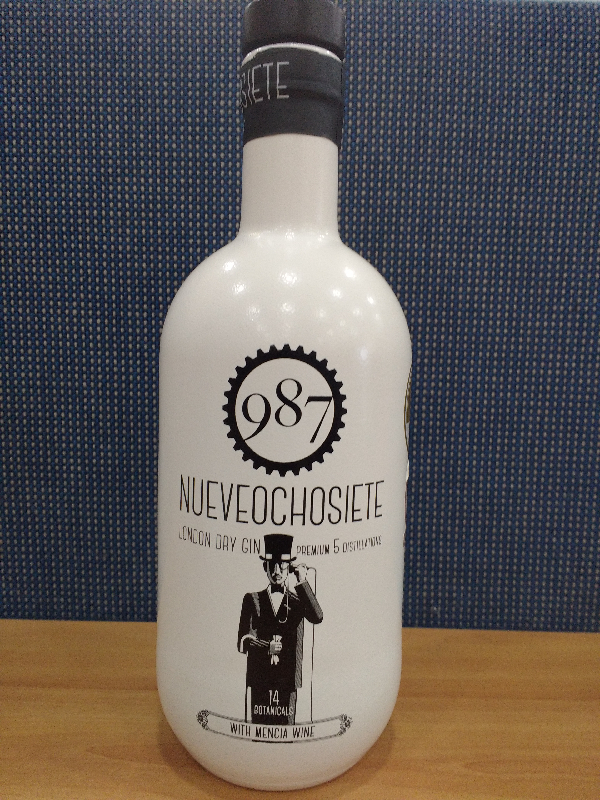 SIETE
987
NUEVEOCHOSIETE
LONDON DRY GIN PREMIUM 5 DISTILLATIONS
14
BOTANICALS
WITH MENCIA WINE